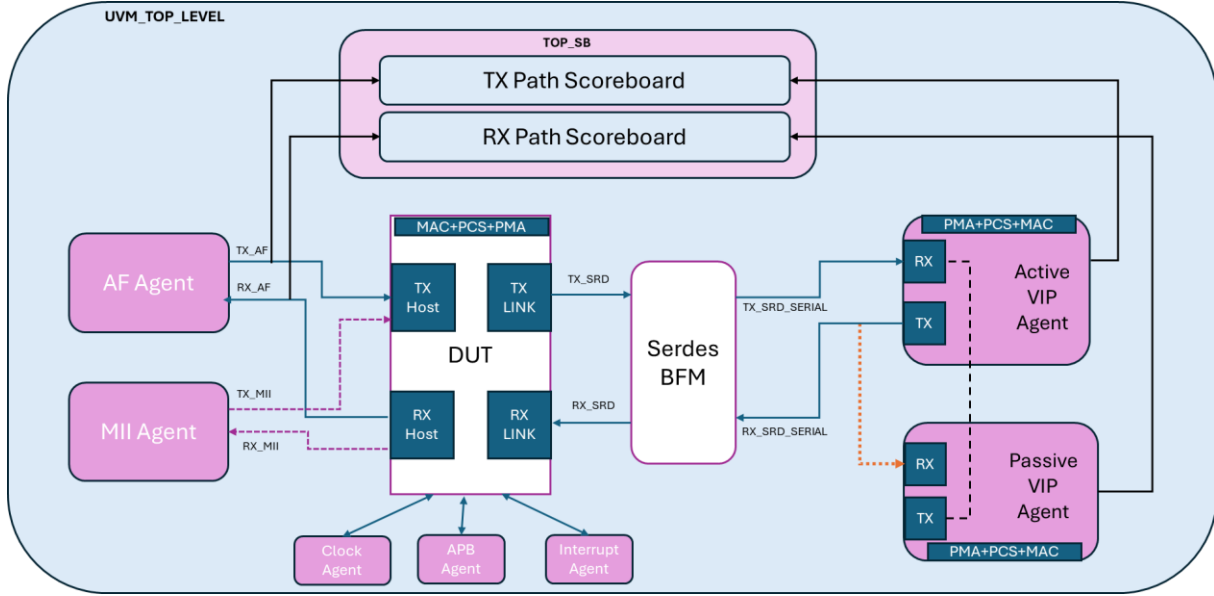 UVM_TOP_LEVEL
TOP_SB
TX Path Scoreboard
RX Path Scoreboard
MAC+PCS+PMA
PMA+PCS+MAC
AF Agent
TX_AF
RX_AF
TX
Host
TX
LINK
DUT
TX_SRD
Serdes
BFM
TX_SRD_SERIAL
RX
TX
Active
VIP
Agent
MII Agent
TX_MII
RX_MII
RX
Host
RX
LINK
RX_SRD
RX_SRD_SERIAL
RX
TX
Passive
VIP
Agent
PMA+PCS+MAC
Clock
Agent
APB
Agent
Interrupt
Agent